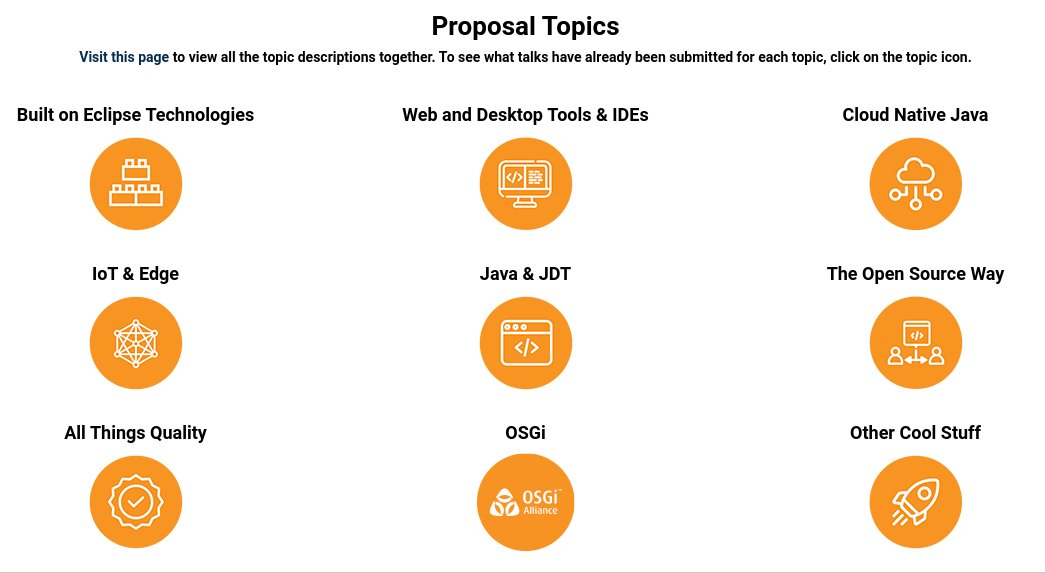 Proposal Topics
Visit this page to view all the topic descriptions together. To see what talks have already been submitted for each topic, click on the topic icon.
Built on Eclipse Technologies
Web and Desktop Tools & IDEs
Cloud Native Java
</>
IoT & Edge
Java & JDT
The Open Source Way
</>
</>
All Things Quality
OSGi
Other Cool Stuff
OSGi™
Alliance